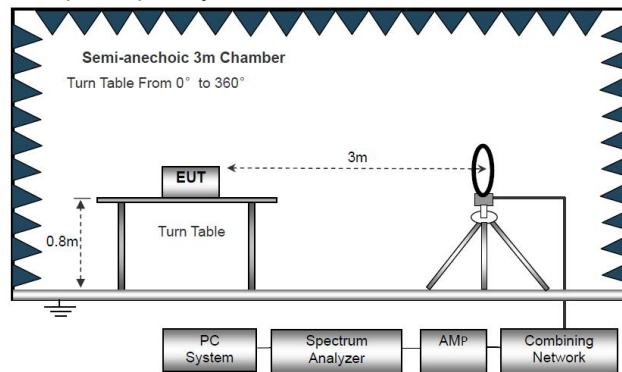 Semi-anechoic 3m Chamber
Turn Table From 0° to 360°
3m
EUT
0.8m
Turn Table
PC
System
Spectrum
Analyzer
AMP
Combining
Network